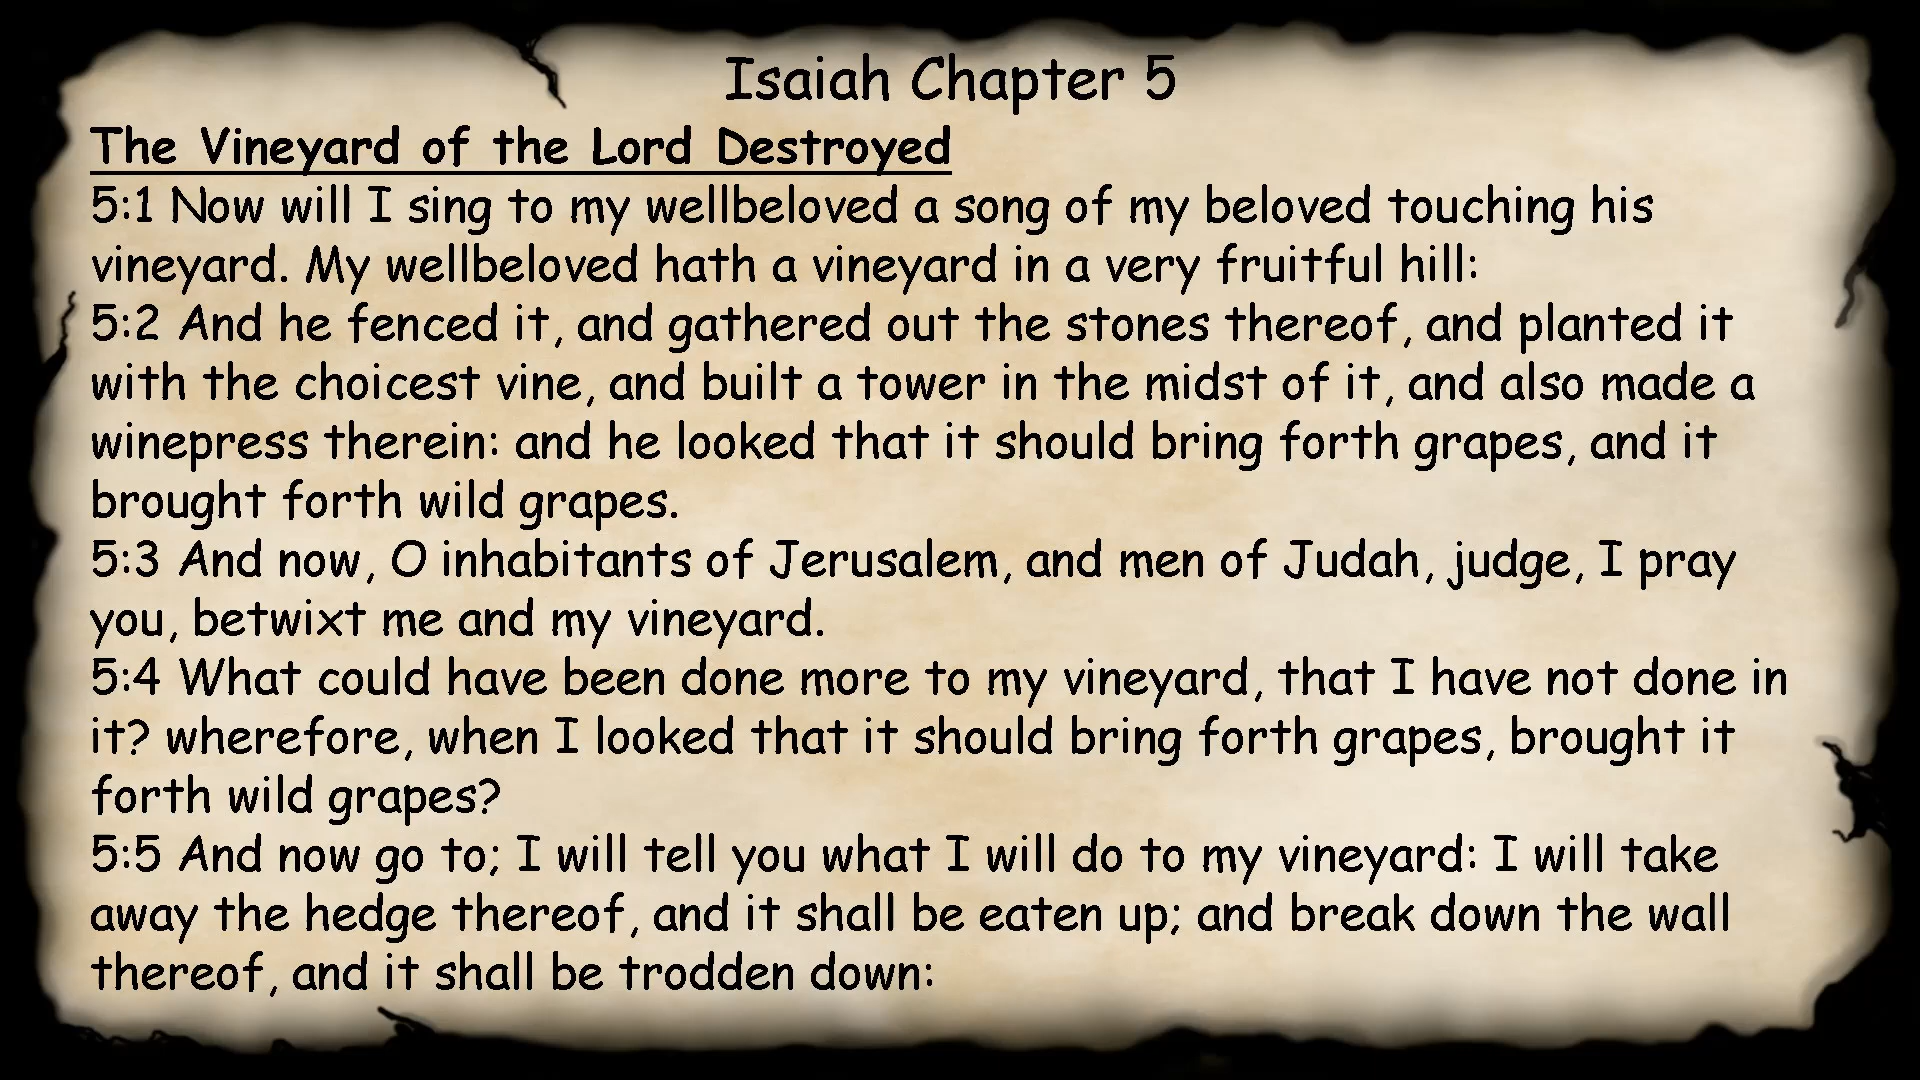 Isaiah Chapter 5
The Vineyard of the Lord Destroyed
5:1 Now will I sing to my wellbeloved a song of my beloved touching his
vineyard. My wellbeloved hath a vineyard in a very fruitful hill:
5:2 And he fenced it, and gathered out the stones thereof, and planted it
with the choicest vine, and built a tower in the midst of it, and also made a
winepress therein: and he looked that it should bring forth grapes, and it
brought forth wild grapes.
5:3 And now, O inhabitants of Jerusalem, and men of Judah, judge, I pray
you, betwixt me and my vineyard.
5:4 What could have been done more to my vineyard, that I have not done in
it? wherefore, when I looked that it should bring forth grapes, brought it
forth wild grapes?
5:5 And now go to; I will tell you what I will do to my vineyard: I will take
away the hedge thereof, and it shall be eaten up; and break down the wall
thereof, and it shall be trodden down: